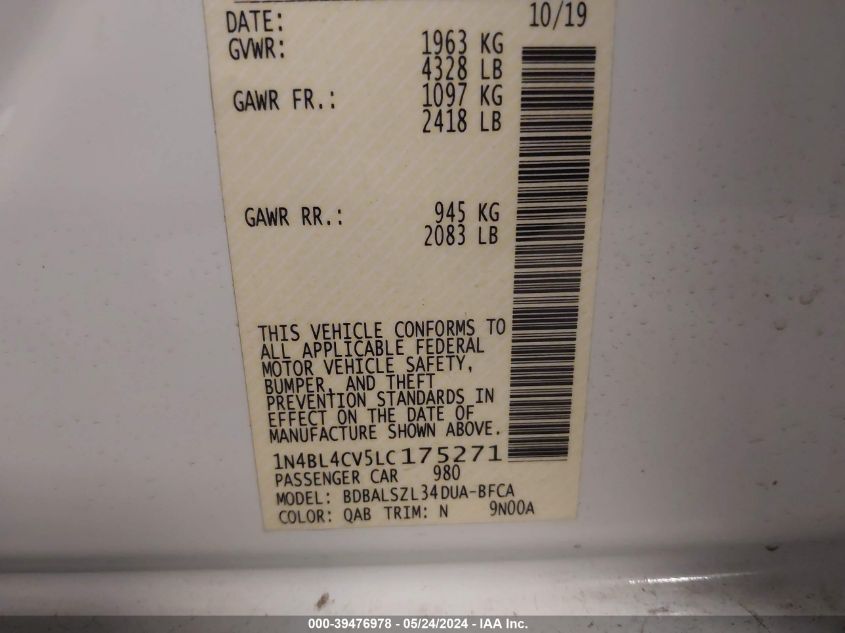 DATE: 10/19
GVWR: 1963 KG
4328 LB
GAWR FR.: 1097 KG
2418 LB
GAWR RR.: 945 KG
2083 LB
THIS VEHICLE CONFORMS TO
ALL APPLICABLE FEDERAL
MOTOR VEHICLE SAFETY,
BUMPER, AND THEFT
PREVENTION STANDARDS IN
EFFECT ON THE DATE OF
MANUFACTURE SHOWN ABOVE.
1N4BL4CV5LC175271
PASSENGER CAR 980
MODEL: BDBALSZL34DUA-BFCA
COLOR: QAB TRIM: N 9N00A
000-39476978 - 05/24/2024 - IAA Inc.